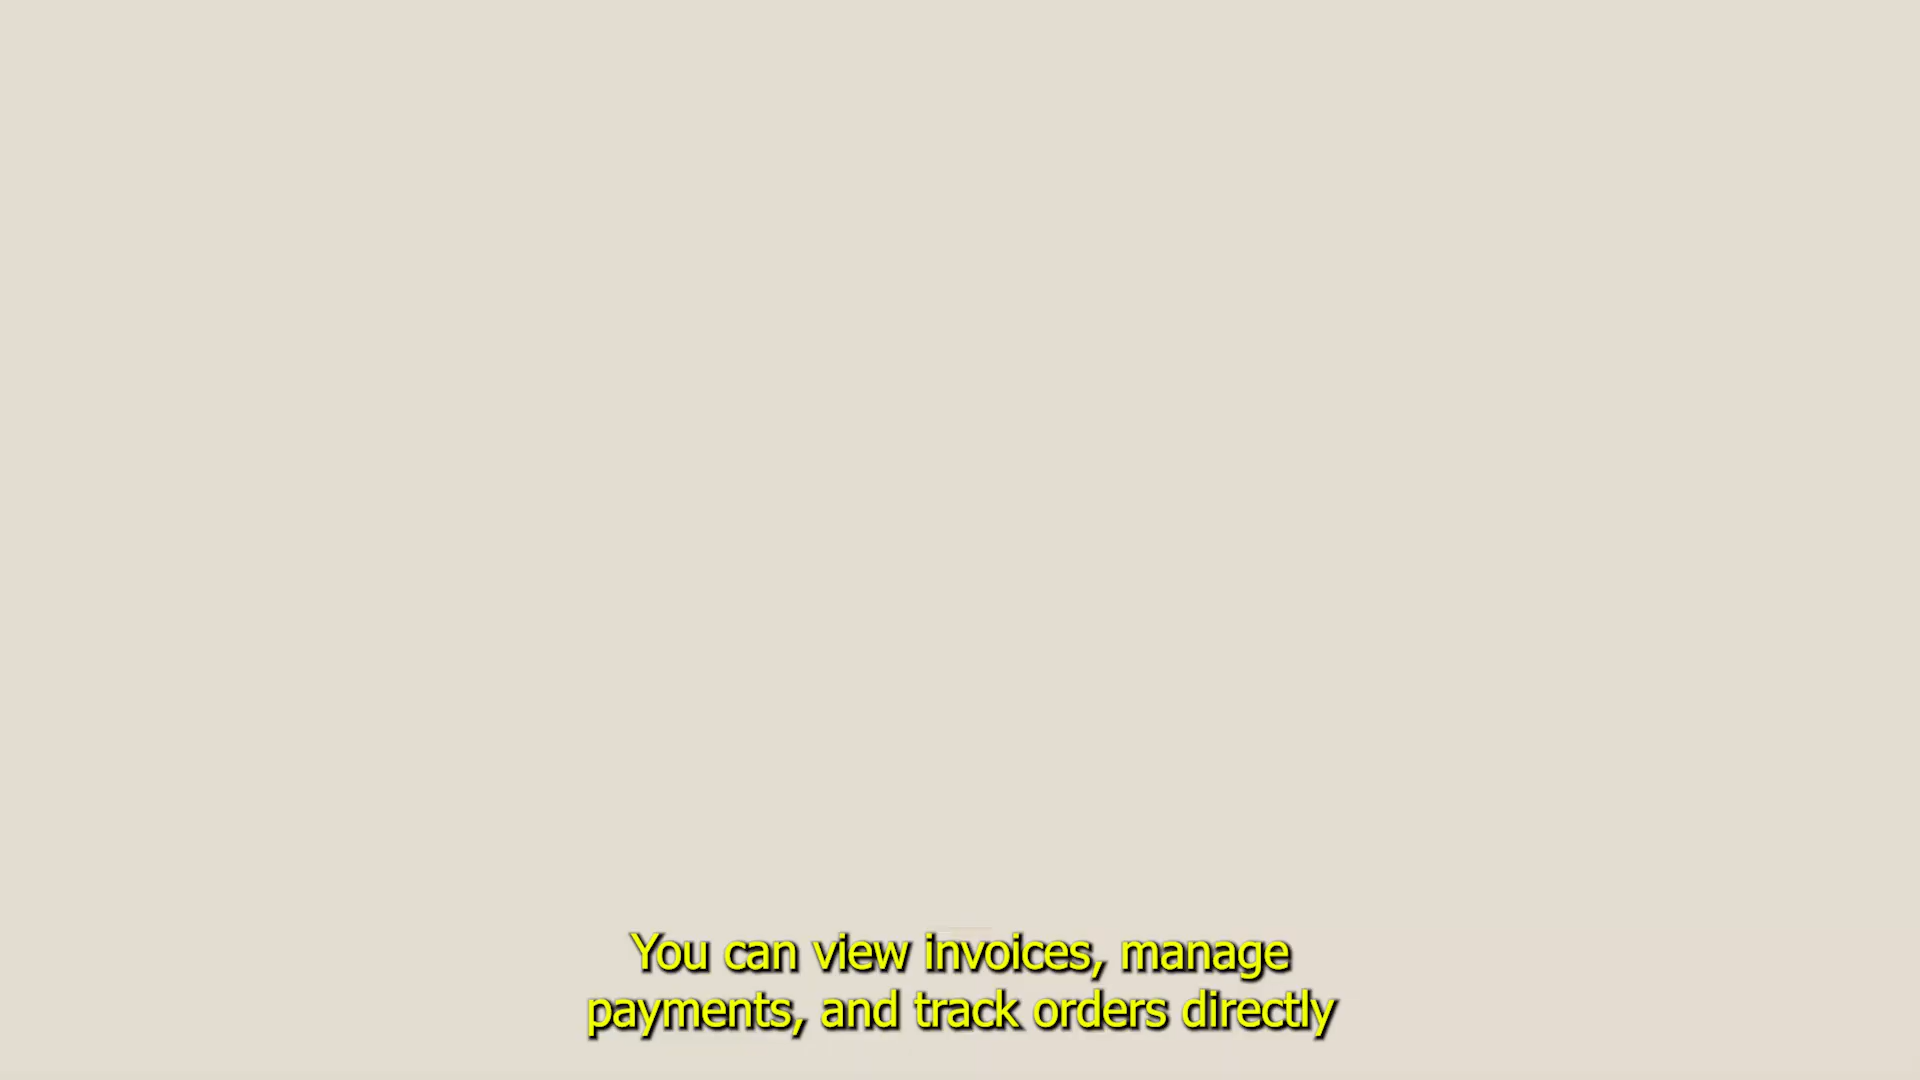 You can view invoices, manage
payments, and track orders directly